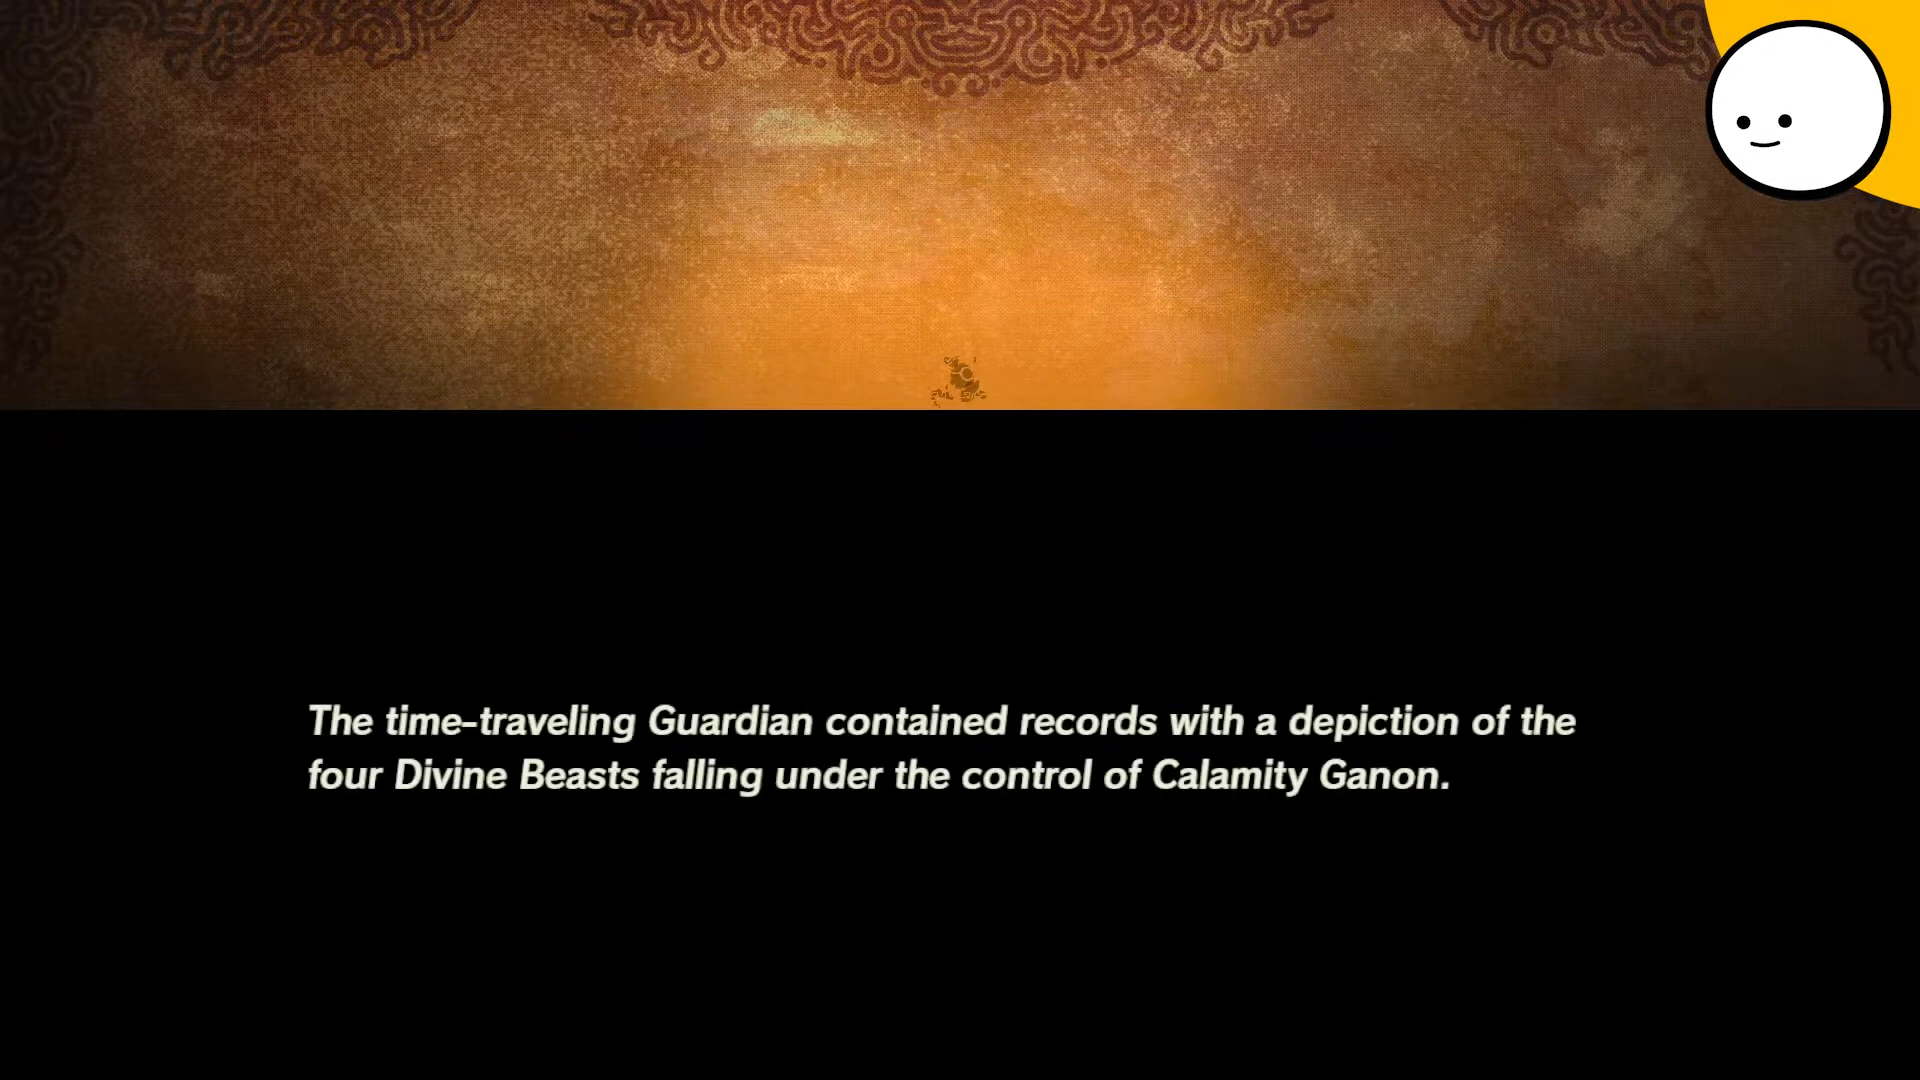 The time-traveling Guardian contained records with a depiction of the
four Divine Beasts falling under the control of Calamity Ganon.